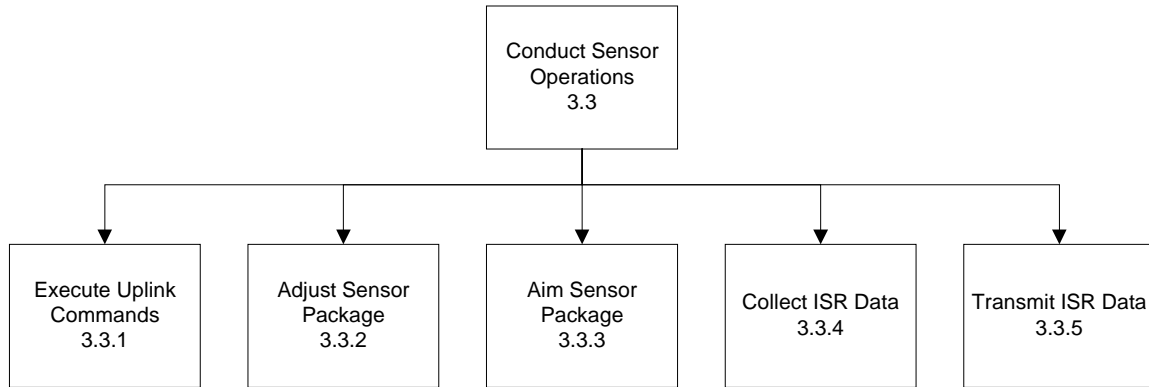 Conduct Sensor
Operations
3.3
Execute Uplink
Commands
3.3.1
Adjust Sensor
Package
3.3.2
Aim Sensor
Package
3.3.3
Collect ISR Data
3.3.4
Transmit ISR Data
3.3.5